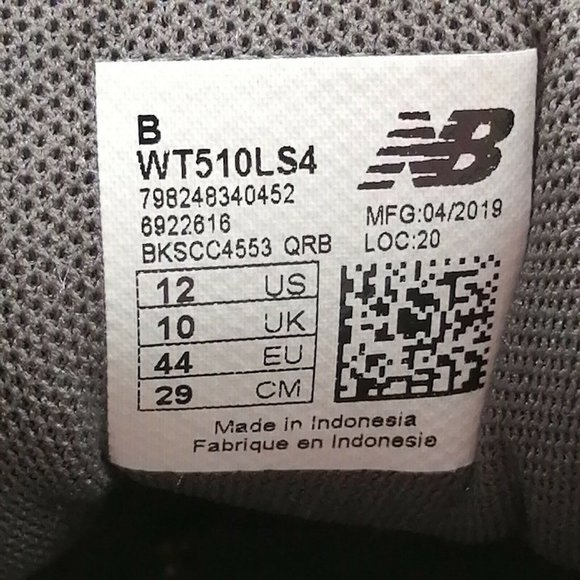 B
WT510LS4
NB
798248340452
6922616
MFG:04/2019
BKSCC4553 QRB
LOC:20
12 US
10 UK
44 EU
29 CM
Made in Indonesia
Fabrique en Indonesie